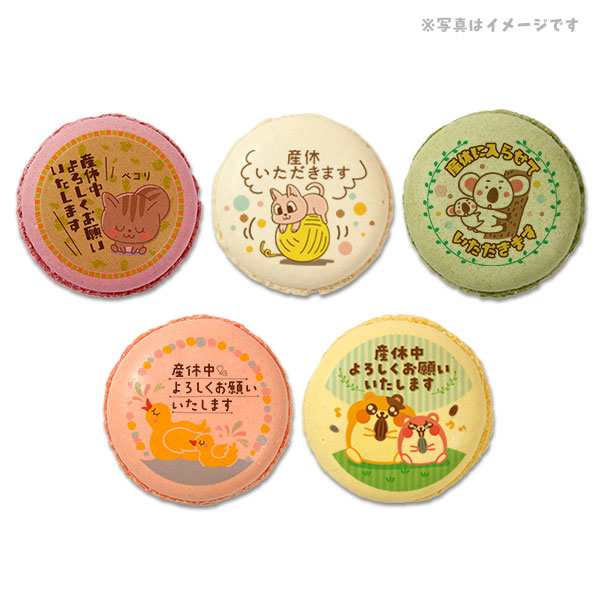 ※写真はイメージです
産休中
よろしくお願い
いたします
ペコリ
産休
いただきます
産休に入らせて
いただきます
産休中
よろしくお願い
いたします
産休中
よろしくお願い
いたします